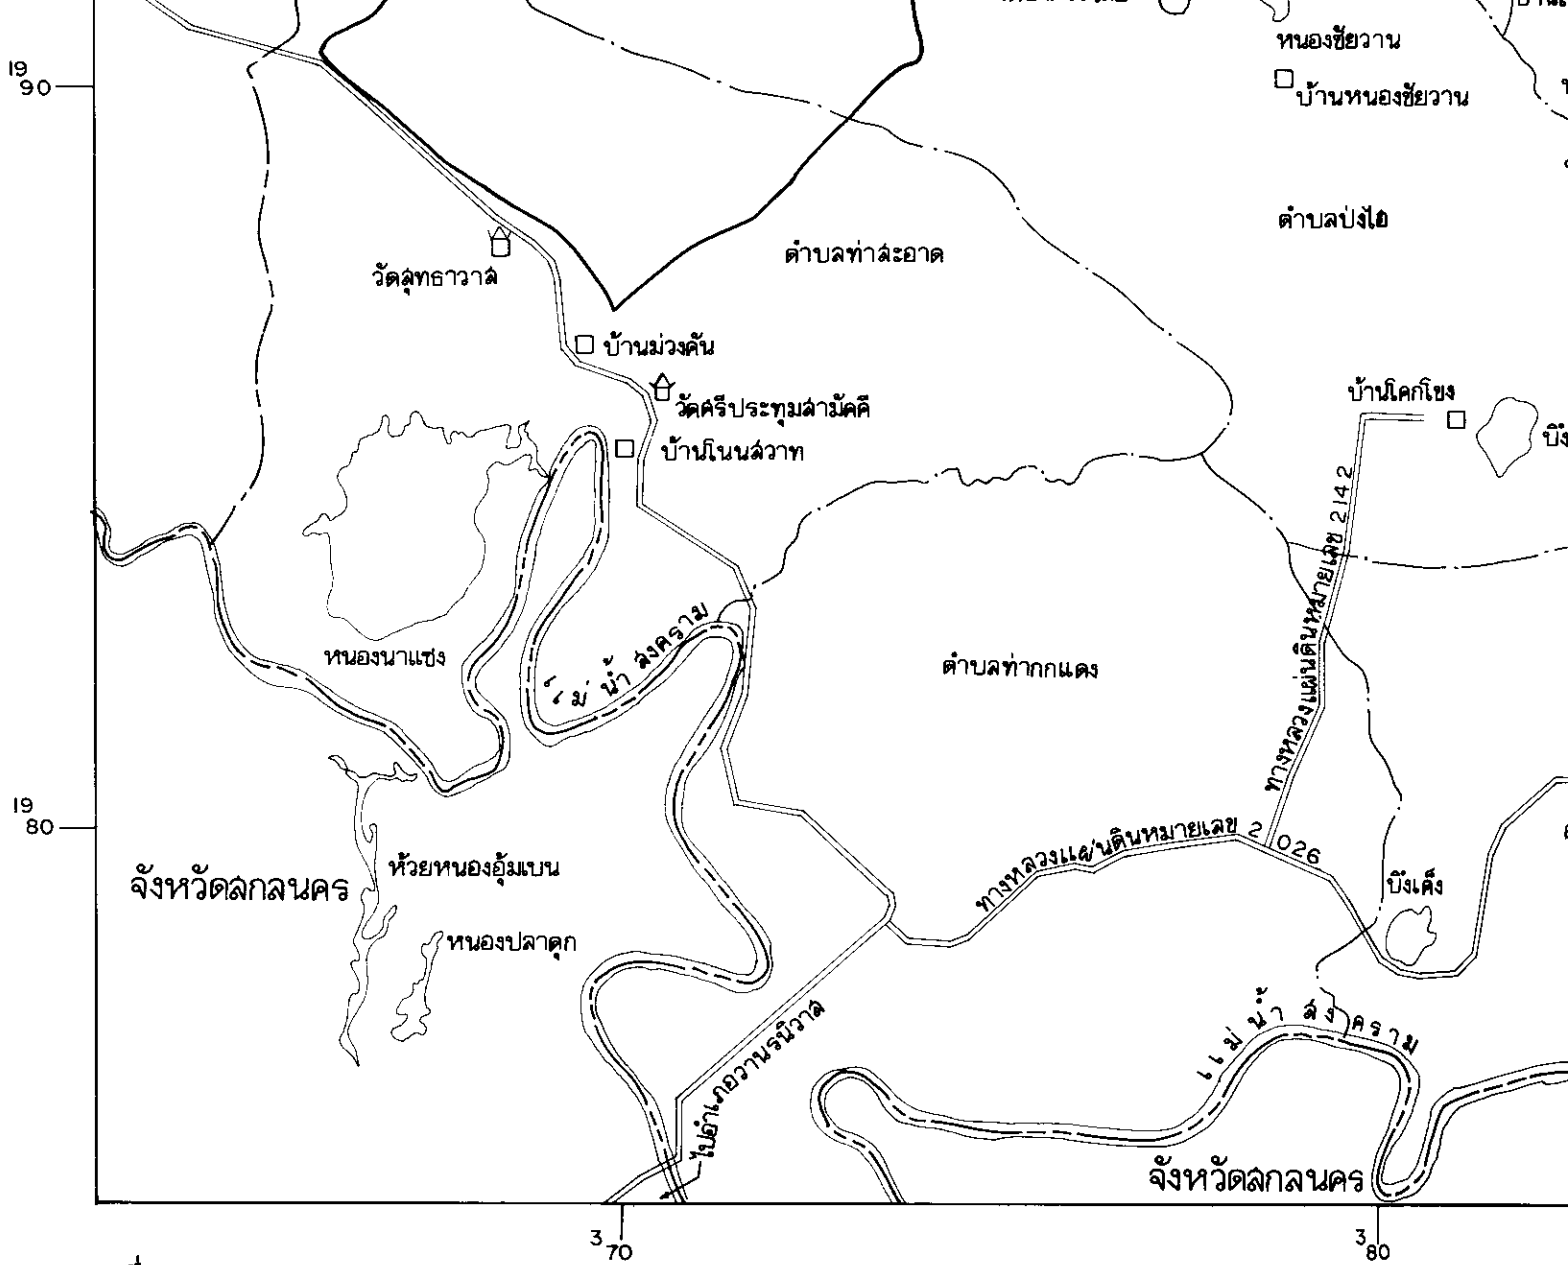 หนองชัยวาน
19
90
บ้านหนองชัยวาน
ตำบลป่งไฮ
ตำบลท่าสะอาด
วัดสุทธาวาส
บ้านม่วงคัน
วัดศรีประทุมสามัคคี
บ้านโคกโขง
บ้านโนนสวาท
บึง
ทางหลวงแผ่นดินหมายเลข 2142
แม่น้ำ สงคราม
หนองนาแซง
ตำบลท่ากกแดง
19
80
ทางหลวงแผ่นดินหมายเลข 2026
จังหวัดสกลนคร
ห้วยหนองอุ้มเบน
บึงเค็ง
หนองปลาดุก
ไปอำเภอวานรนิวาส
แม่น้ำ สงคราม
จังหวัดสกลนคร
3 70
3 80